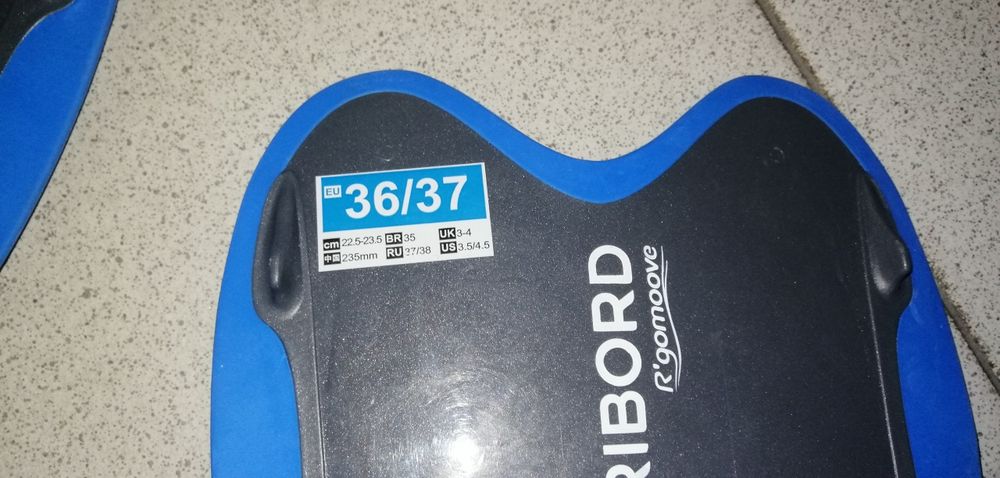 EU 36/37
cm 22.5-23.5 BR 35 UK 3-4
中国 235mm RU 37/38 US 3.5/4.5
RIBORD
R'gomoove